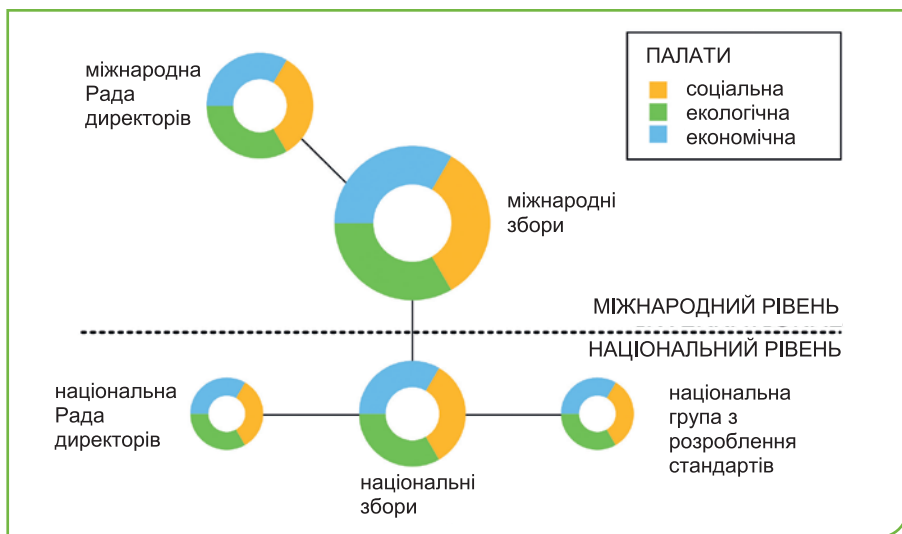 міжнародна
Рада
директорів
ПАЛАТИ
соціальна
екологічна
економічна
міжнародні
збори
МІЖНАРОДНИЙ РІВЕНЬ
НАЦІОНАЛЬНИЙ РІВЕНЬ
національна
Рада
директорів
національні
збори
національна
група з
розроблення
стандартів